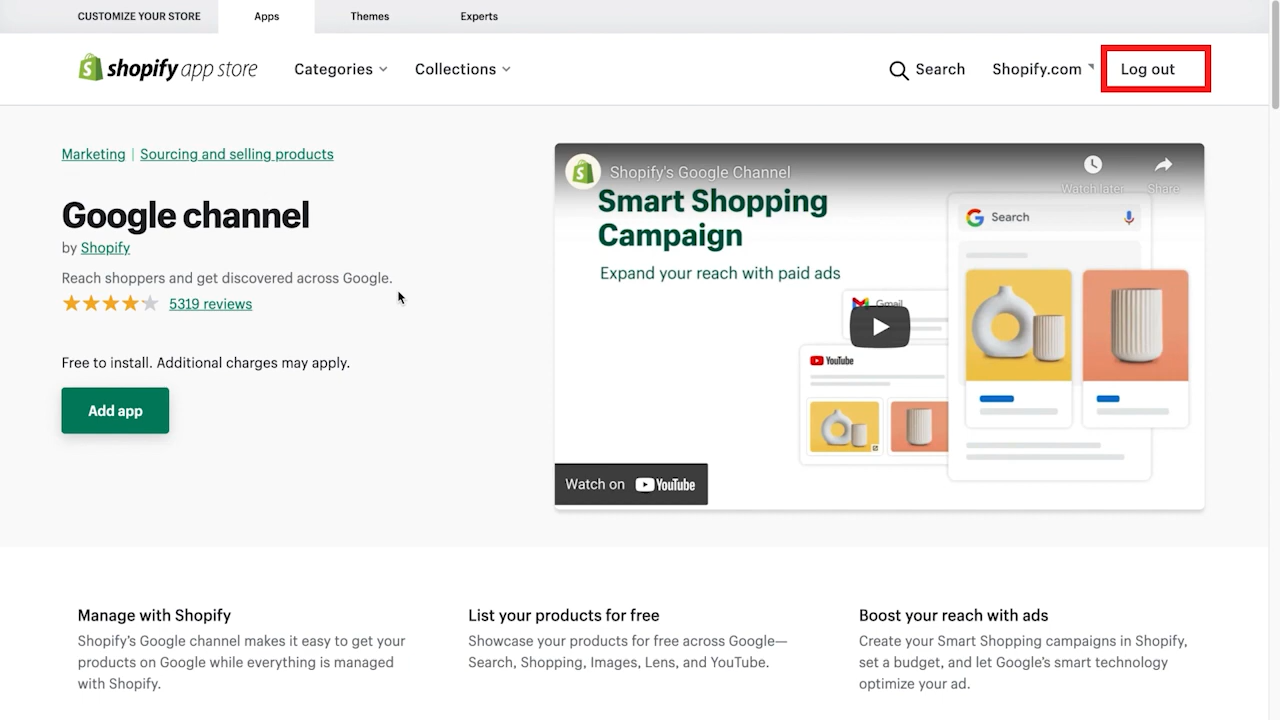 CUSTOMIZE YOUR STORE Apps Themes Experts
shopify app store Categories Collections Search Shopify.com Log out
Marketing | Sourcing and selling products
Google channel
by Shopify
Reach shoppers and get discovered across Google.
5319 reviews
Free to install. Additional charges may apply.
Add app
Shopify's Google Channel
Watch later Share
Smart Shopping
Campaign
Expand your reach with paid ads
Search
Gmail
YouTube
Watch on YouTube
Manage with Shopify
Shopify's Google channel makes it easy to get your
products on Google while everything is managed
with Shopify.
List your products for free
Showcase your products for free across Google—
Search, Shopping, Images, Lens, and YouTube.
Boost your reach with ads
Create your Smart Shopping campaigns in Shopify,
set a budget, and let Google's smart technology
optimize your ad.